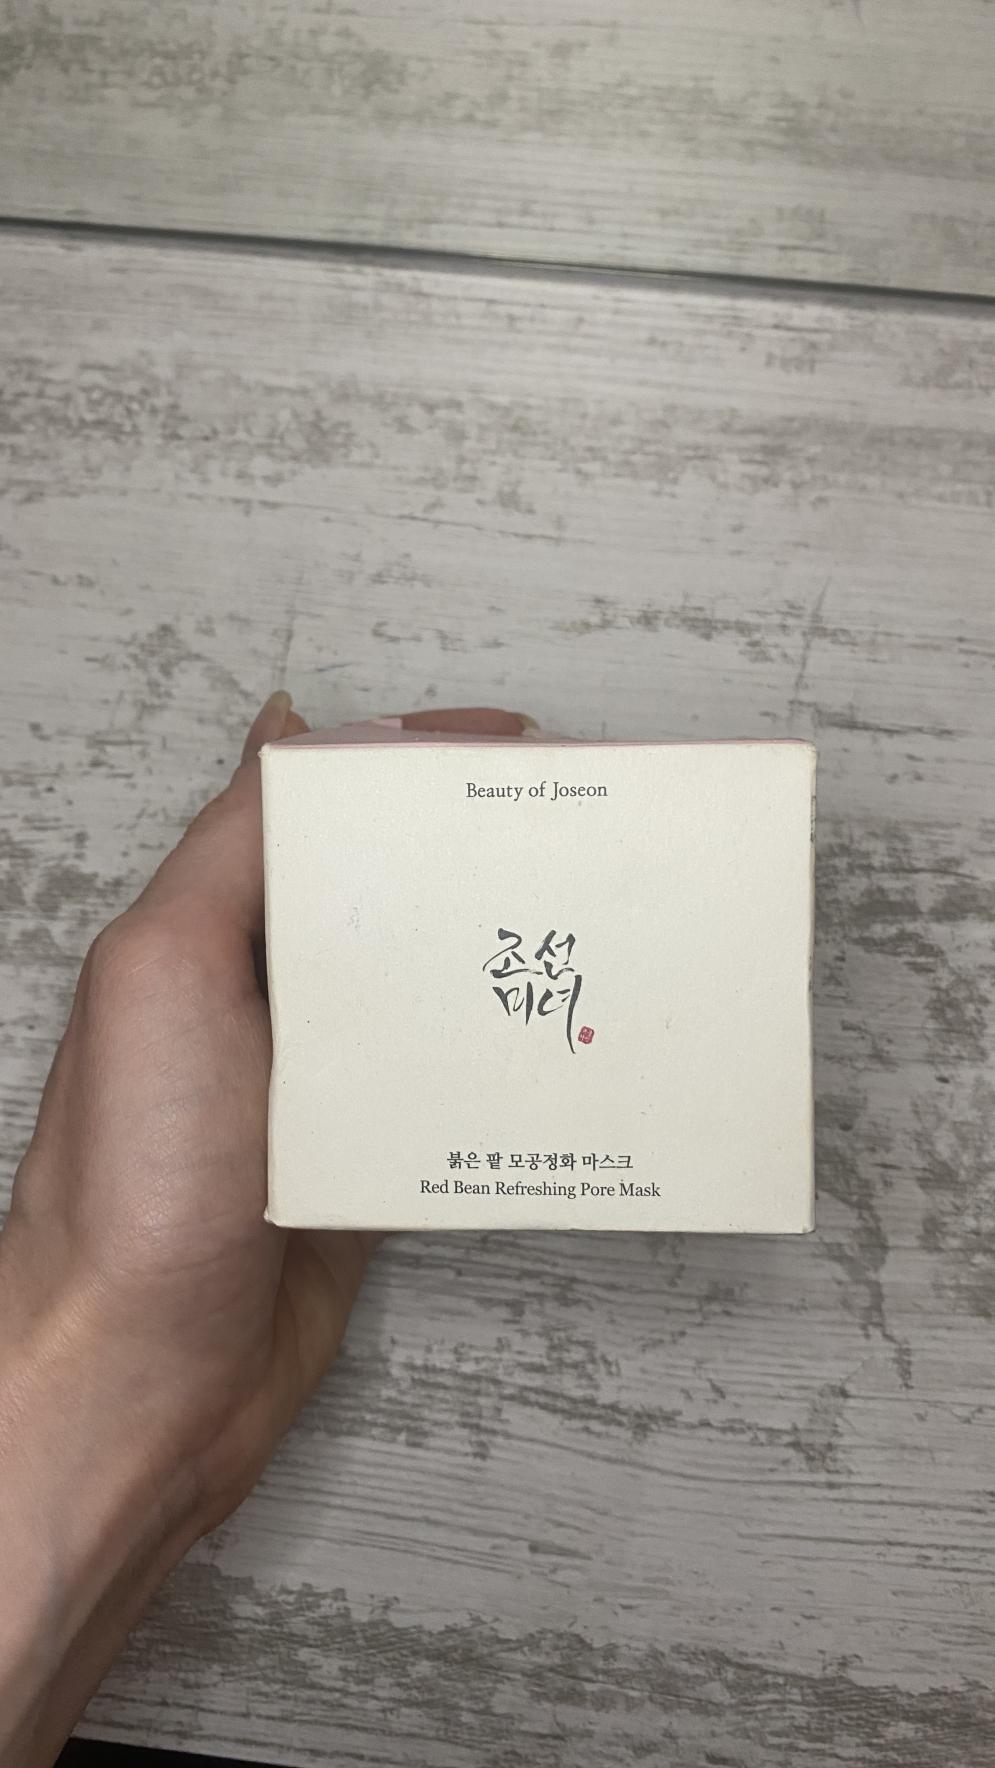 Beauty of Joseon
조선
미녀
붉은 팥 모공정화 마스크
Red Bean Refreshing Pore Mask